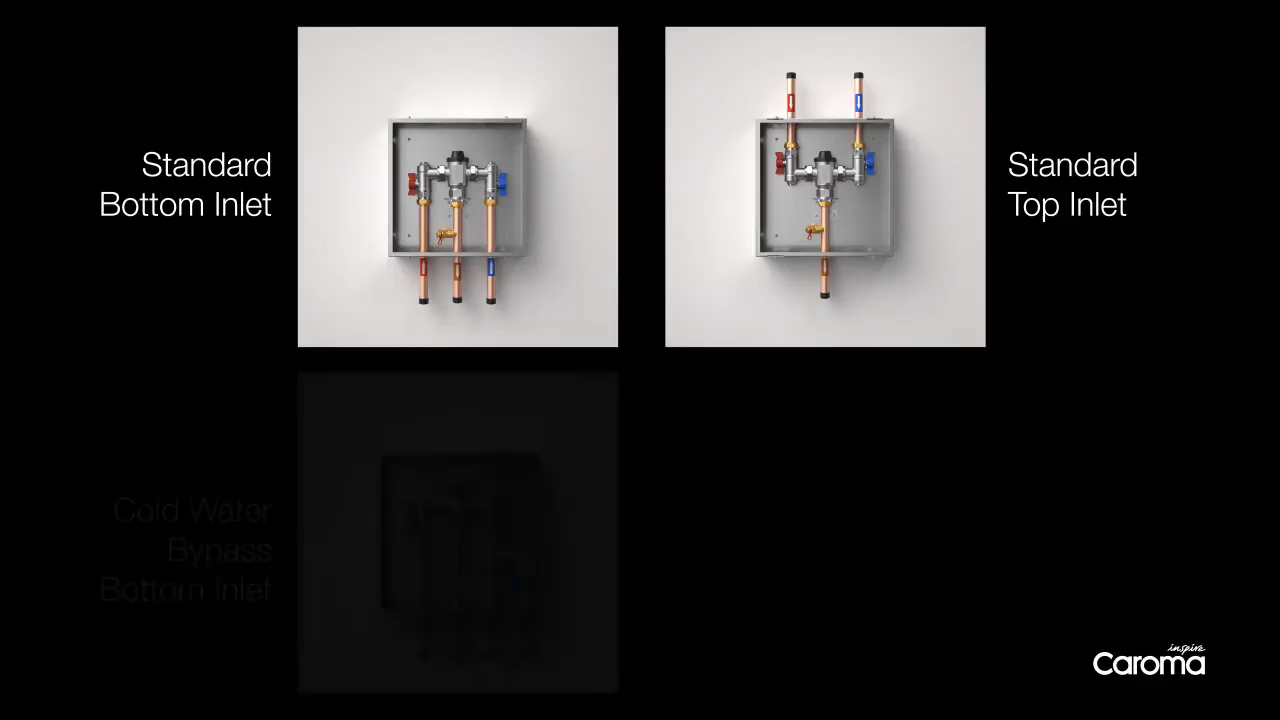 Standard
Bottom Inlet
Standard
Top Inlet
Cold Water
Bypass
Bottom Inlet
inspire
Caroma